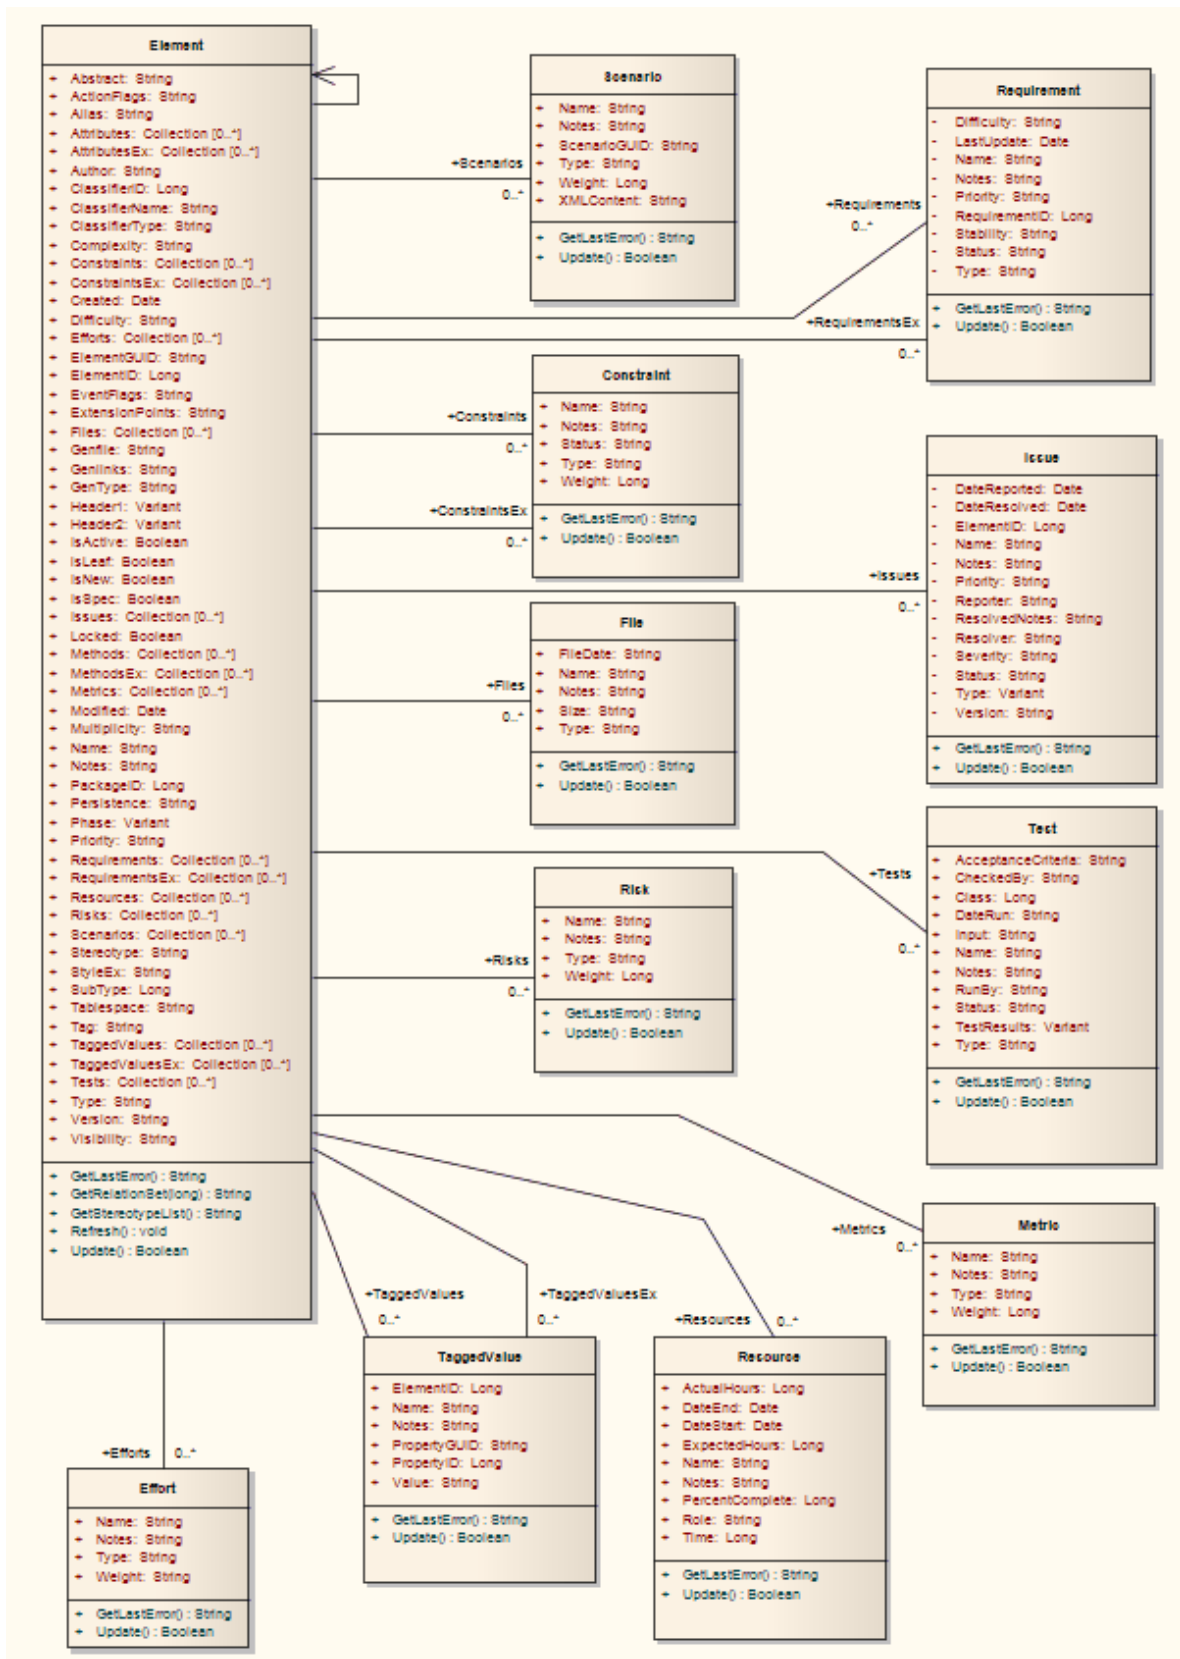 Element
+ Abstract: String
+ ActionFlags: String
+ Alias: String
+ Attributes: Collection [0..*]
+ AttributesEx: Collection [0..*]
+ Author: String
+ ClassifierID: Long
+ ClassifierName: String
+ ClassifierType: String
+ Complexity: String
+ Constraints: Collection [0..*]
+ ConstraintsEx: Collection [0..*]
+ Created: Date
+ Difficulty: String
+ Efforts: Collection [0..*]
+ ElementGUID: String
+ ElementID: Long
+ EventFlags: String
+ ExtensionPoints: String
+ Files: Collection [0..*]
+ Genfile: String
+ Genlinks: String
+ GenType: String
+ Header1: Variant
+ Header2: Variant
+ IsActive: Boolean
+ IsLeaf: Boolean
+ IsNew: Boolean
+ IsSpec: Boolean
+ Issues: Collection [0..*]
+ Locked: Boolean
+ Methods: Collection [0..*]
+ MethodsEx: Collection [0..*]
+ Metrics: Collection [0..*]
+ Modified: Date
+ Multiplicity: String
+ Name: String
+ Notes: String
+ PackageID: Long
+ Persistence: String
+ Phase: Variant
+ Priority: String
+ Requirements: Collection [0..*]
+ RequirementsEx: Collection [0..*]
+ Resources: Collection [0..*]
+ Risks: Collection [0..*]
+ Scenarios: Collection [0..*]
+ Stereotype: String
+ StyleEx: String
+ SubType: Long
+ Tablespace: String
+ Tag: String
+ TaggedValues: Collection [0..*]
+ TaggedValuesEx: Collection [0..*]
+ Tests: Collection [0..*]
+ Type: String
+ Version: String
+ Visibility: String
+ GetLastError() : String
+ GetRelationSet(long) : String
+ GetStereotypeList() : String
+ Refresh() : void
+ Update() : Boolean
+Scenarios
0..*
Scenario
+ Name: String
+ Notes: String
+ ScenarioGUID: String
+ Type: String
+ Weight: Long
+ XMLContent: String
+ GetLastError() : String
+ Update() : Boolean
+Requirements
0..*
+RequirementsEx
0..*
Requirement
- Difficulty: String
- LastUpdate: Date
- Name: String
- Notes: String
- Priority: String
- RequirementID: Long
- Stability: String
- Status: String
- Type: String
+ GetLastError() : String
+ Update() : Boolean
+Constraints
0..*
+ConstraintsEx
0..*
Constraint
+ Name: String
+ Notes: String
+ Status: String
+ Type: String
+ Weight: Long
+ GetLastError() : String
+ Update() : Boolean
+Issues
0..*
Issue
- DateReported: Date
- DateResolved: Date
- ElementID: Long
- Name: String
- Notes: String
- Priority: String
- Reporter: String
- ResolvedNotes: String
- Resolver: String
- Severity: String
- Status: String
- Type: Variant
- Version: String
+ GetLastError() : String
+ Update() : Boolean
+Files
0..*
File
+ FileDate: String
+ Name: String
+ Notes: String
+ Size: String
+ Type: String
+ GetLastError() : String
+ Update() : Boolean
+Tests
0..*
Test
+ AcceptanceCriteria: String
+ CheckedBy: String
+ Class: Long
+ DateRun: String
+ Input: String
+ Name: String
+ Notes: String
+ RunBy: String
+ Status: String
+ TestResults: Variant
+ Type: String
+ GetLastError() : String
+ Update() : Boolean
+Risks
0..*
Risk
+ Name: String
+ Notes: String
+ Type: String
+ Weight: Long
+ GetLastError() : String
+ Update() : Boolean
+Metrics
0..*
Metric
+ Name: String
+ Notes: String
+ Type: String
+ Weight: Long
+ GetLastError() : String
+ Update() : Boolean
+TaggedValues
0..*
+TaggedValuesEx
0..*
TaggedValue
+ ElementID: Long
+ Name: String
+ Notes: String
+ PropertyGUID: String
+ PropertyID: Long
+ Value: String
+ GetLastError() : String
+ Update() : Boolean
+Resources
0..*
Resource
+ ActualHours: Long
+ DateEnd: Date
+ DateStart: Date
+ ExpectedHours: Long
+ Name: String
+ Notes: String
+ PercentComplete: Long
+ Role: String
+ Time: Long
+ GetLastError() : String
+ Update() : Boolean
+Efforts
0..*
Effort
+ Name: String
+ Notes: String
+ Type: String
+ Weight: String
+ GetLastError() : String
+ Update() : Boolean